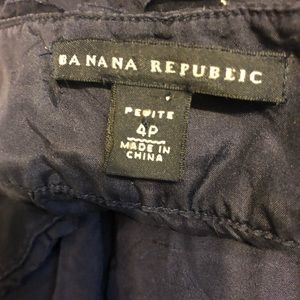 BANANA REPUBLIC
PETITE
4P
MADE IN
CHINA